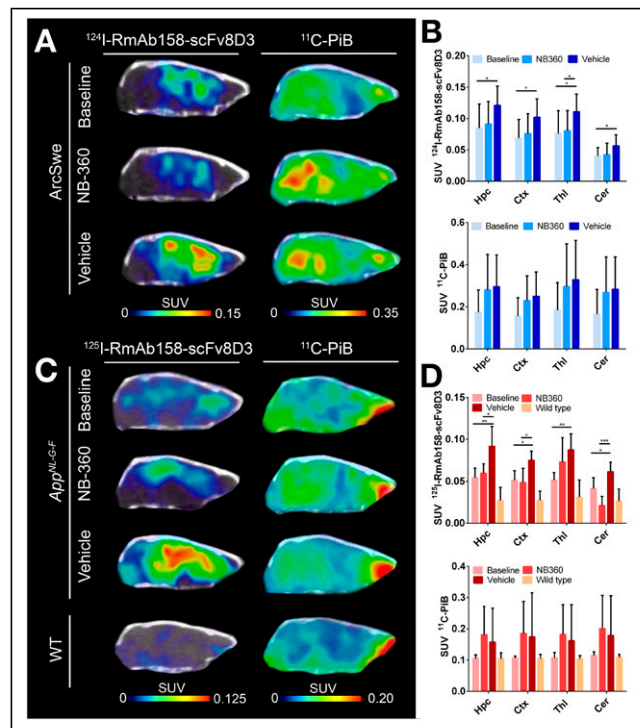 A
¹²⁴I-RmAb158-scFv8D3
¹¹C-PiB
ArcSwe
Baseline
NB-360
Vehicle
SUV
0
0.15
SUV
0
0.35
B
Baseline
NB360
Vehicle
SUV ¹²⁴I-RmAb158-scFv8D3
0.20
0.15
0.10
0.05
0.00
*
*
*
*
*
Hpc
Ctx
Thl
Cer
Baseline
NB360
Vehicle
SUV ¹¹C-PiB
0.6
0.4
0.2
0.0
Hpc
Ctx
Thl
Cer
C
¹²⁵I-RmAb158-scFv8D3
¹¹C-PiB
App^NL-G-F
Baseline
NB-360
Vehicle
WT
SUV
0
0.125
SUV
0
0.20
D
Baseline
NB360
Vehicle
Wild type
SUV ¹²⁵I-RmAb158-scFv8D3
0.15
0.10
0.05
0.00
*
**
*
*
**
***
*
Hpc
Ctx
Thl
Cer
Baseline
NB360
Vehicle
Wild type
SUV ¹¹C-PiB
0.4
0.3
0.2
0.1
0.0
Hpc
Ctx
Thl
Cer